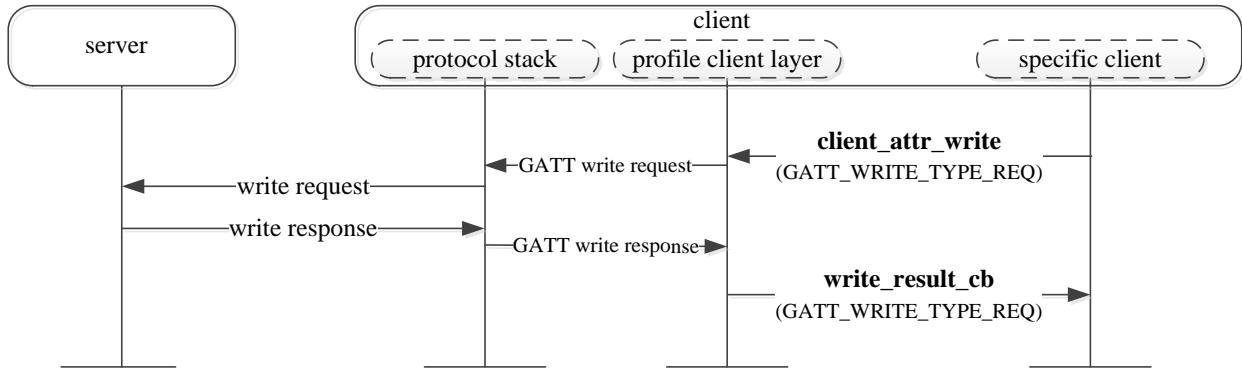 client
server
protocol stack
profile client layer
specific client
client_attr_write
(GATT_WRITE_TYPE_REQ)
GATT write request
write request
write response
GATT write response
write_result_cb
(GATT_WRITE_TYPE_REQ)